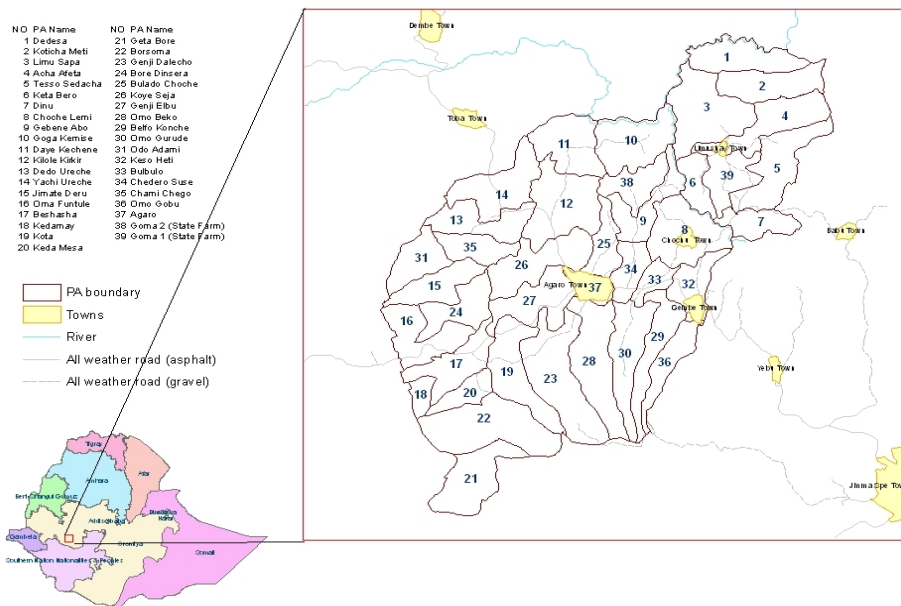 NO PA Name NO PA Name
1 Dedesa 21 Geta Bore
2 Koticha Meti 22 Borsoma
3 Limu Sapa 23 Genji Dalecho
4 Acha Afeta 24 Bore Dinsera
5 Tesso Sedacha 25 Bulado Choche
6 Keta Bero 26 Koye Seja
7 Dinu 27 Genji Elbu
8 Choche Lemi 28 Omo Beko
9 Gebene Abo 29 Belfo Konche
10 Goga Kemise 30 Omo Gurude
11 Daye Kechene 31 Odo Adami
12 Kilole Kirkir 32 Keso Heti
13 Dedo Ureche 33 Bulbulo
14 Yachi Ureche 34 Chedero Suse
15 Jimate Deru 35 Chami Chego
16 Oma Funtule 36 Omo Gobu
17 Beshasha 37 Agaro
18 Kedamay 38 Goma 2 (State Farm)
19 Kota 39 Goma 1 (State Farm)
20 Keda Mesa
PA boundary
Towns
River
All weather road (asphalt)
All weather road (gravel)
Dembe Town
Toba Town
1
2
3
4
11
10
Town
5
6
39
38
14
12
13
9
7
8
Choche Town
Babu Town
35
25
31
26
34
33
32
15
Agaro Town
37
27
Gembe Town
24
16
29
30
36
28
23
19
17
Yebu Town
18
20
22
21
Jimma Spe Town
Tigray
Afar
Amhara
Gambela
Oromiya
Somali